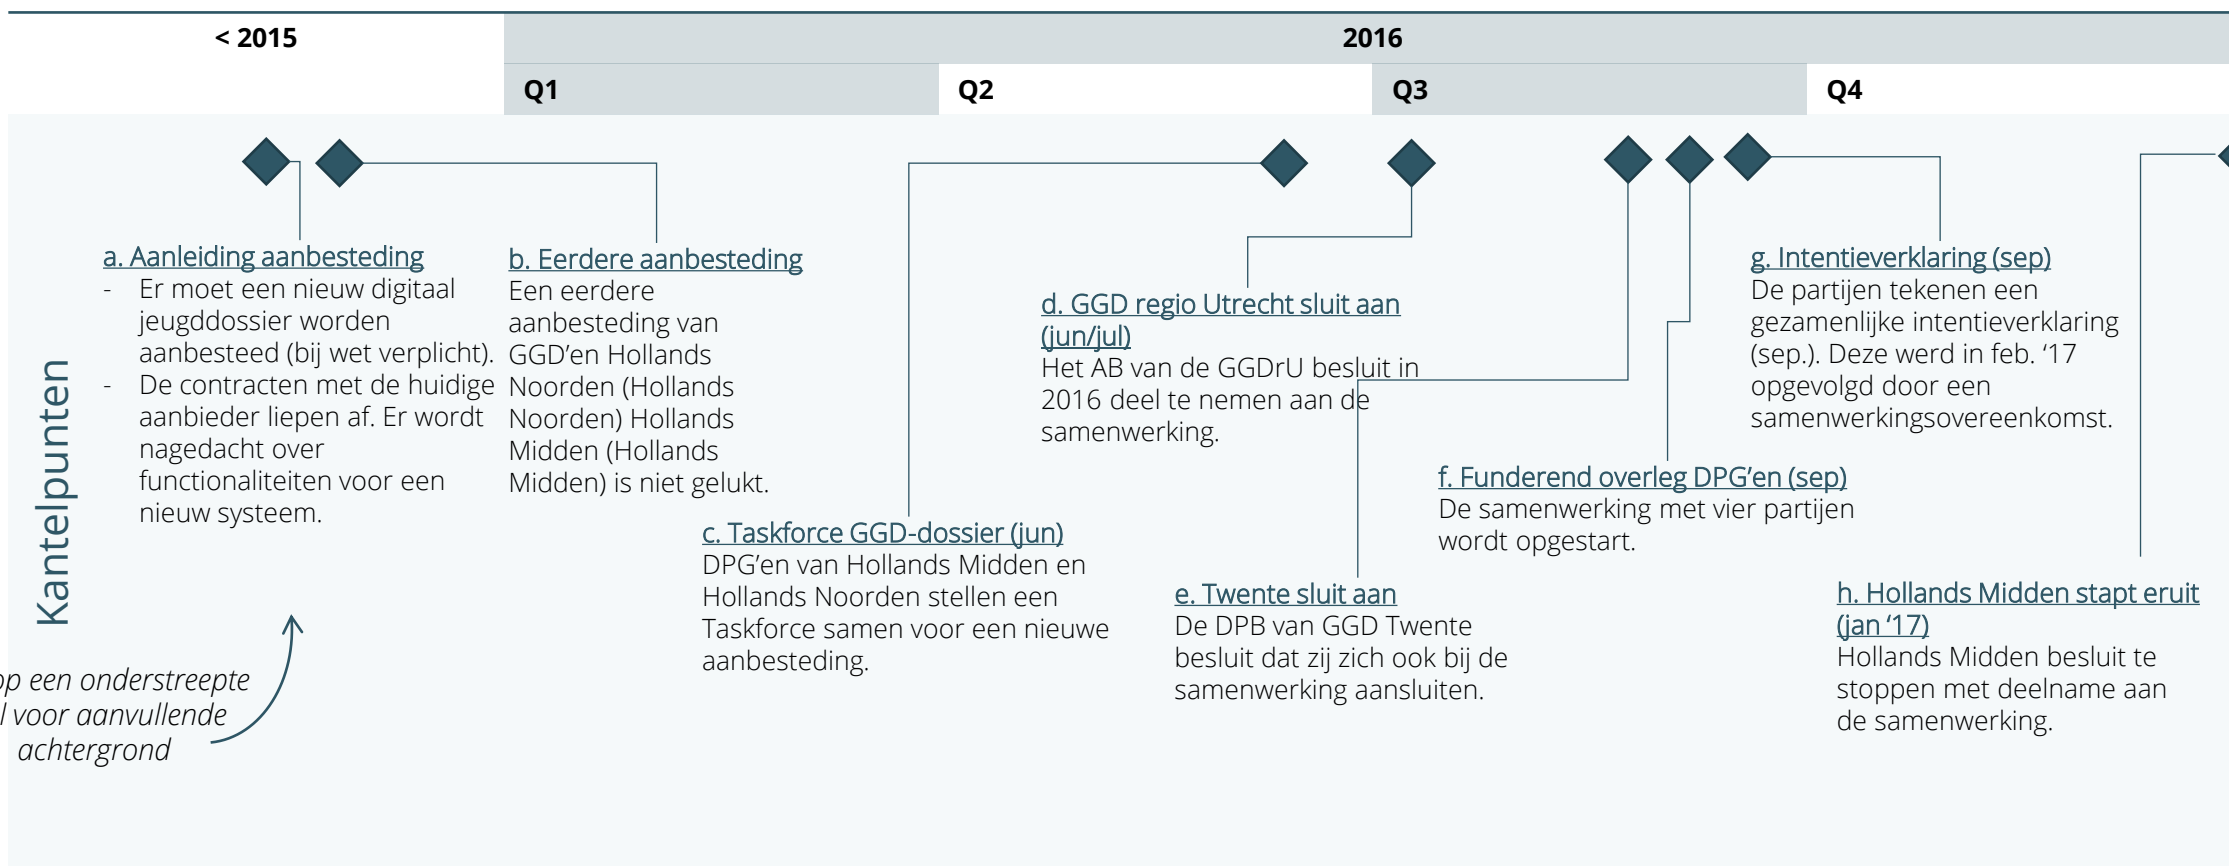 < 2015
2016
Q1
Q2
Q3
Q4
Kantelpunten
a. Aanleiding aanbesteding
- Er moet een nieuw digitaal
jeugddossier worden
aanbesteed (bij wet verplicht).
- De contracten met de huidige
aanbieder liepen af. Er wordt
nagedacht over
functionaliteiten voor een
nieuw systeem.
b. Eerdere aanbesteding
Een eerdere
aanbesteding van
GGD’en Hollands
Noorden (Hollands
Noorden) Hollands
Midden (Hollands
Midden) is niet gelukt.
c. Taskforce GGD-dossier (jun)
DPG’en van Hollands Midden en
Hollands Noorden stellen een
Taskforce samen voor een nieuwe
aanbesteding.
d. GGD regio Utrecht sluit aan
(jun/jul)
Het AB van de GGDrU besluit in
2016 deel te nemen aan de
samenwerking.
e. Twente sluit aan
De DPB van GGD Twente
besluit dat zij zich ook bij de
samenwerking aansluiten.
f. Funderend overleg DPG’en (sep)
De samenwerking met vier partijen
wordt opgestart.
g. Intentieverklaring (sep)
De partijen tekenen een
gezamenlijke intentieverklaring
(sep.). Deze werd in feb. ‘17
opgevolgd door een
samenwerkingsovereenkomst.
h. Hollands Midden stapt eruit
(jan ‘17)
Hollands Midden besluit te
stoppen met deelname aan
de samenwerking.
op een onderstreepte
l voor aanvullende
achtergrond